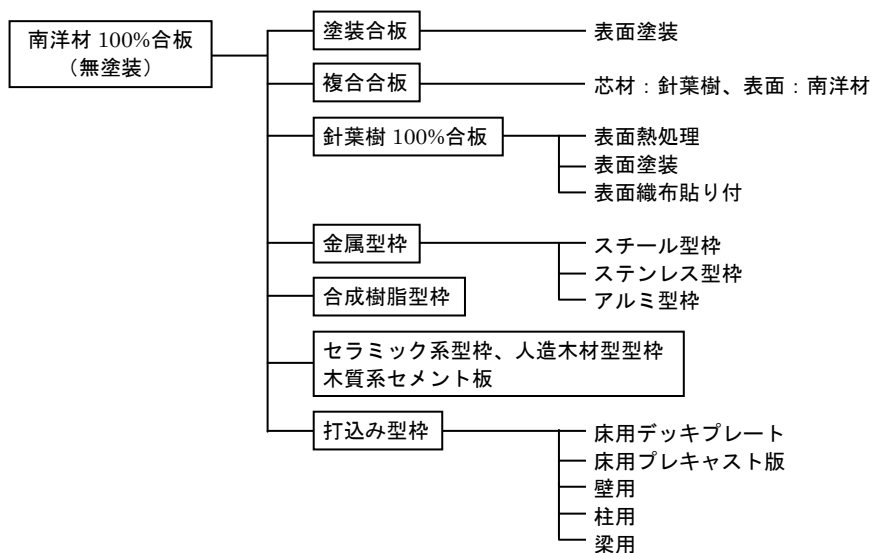 南洋材 100%合板
（無塗装）
塗装合板
表面塗装
複合合板
芯材：針葉樹、表面：南洋材
針葉樹 100%合板
表面熱処理
表面塗装
表面織布貼り付
金属型枠
スチール型枠
ステンレス型枠
アルミ型枠
合成樹脂型枠
セラミック系型枠、人造木材型型枠
木質系セメント板
打込み型枠
床用デッキプレート
床用プレキャスト版
壁用
柱用
梁用